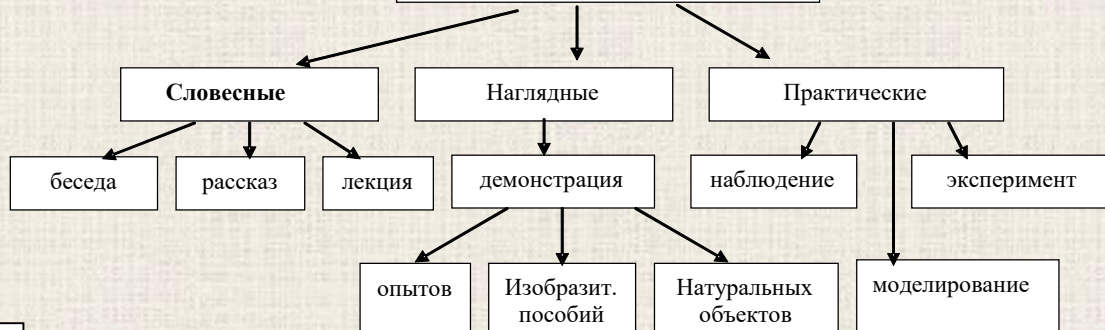 Словесные
Наглядные
Практические
беседа
рассказ
лекция
демонстрация
наблюдение
эксперимент
опытов
Изобразит.
пособий
Натуральных
объектов
моделирование